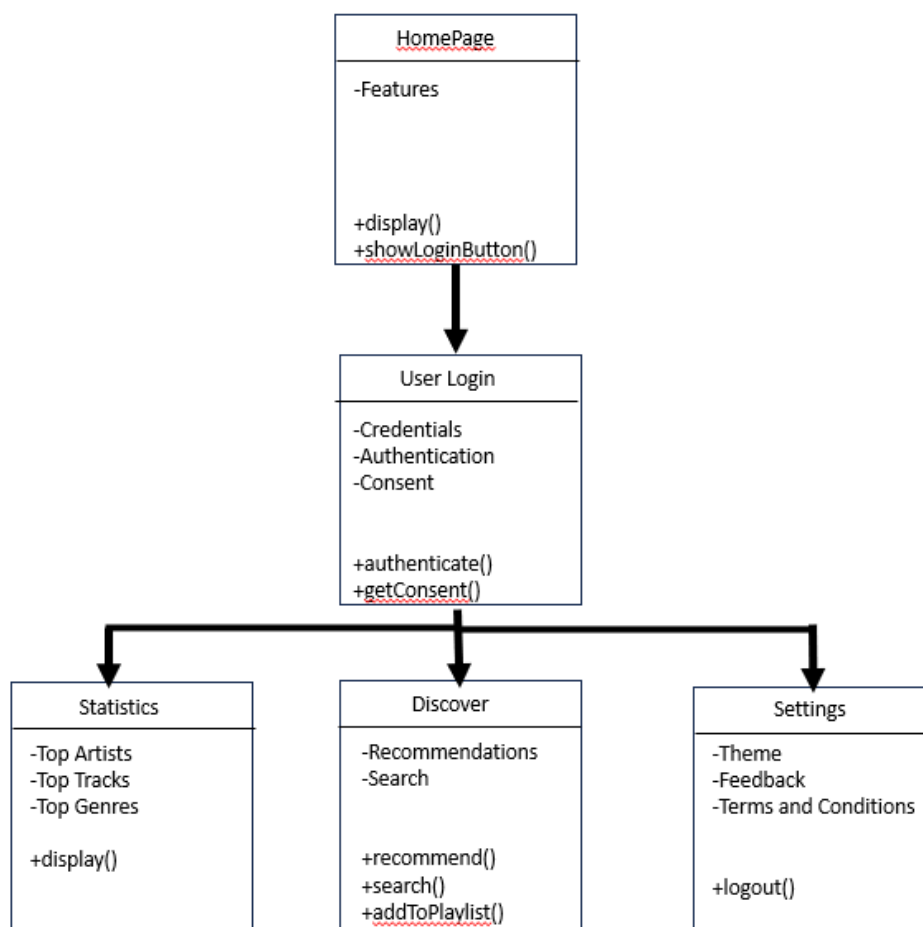 HomePage
-Features
+display()
+showLoginButton()
User Login
-Credentials
-Authentication
-Consent
+authenticate()
+getConsent()
Statistics
-Top Artists
-Top Tracks
-Top Genres
+display()
Discover
-Recommendations
-Search
+recommend()
+search()
+addToPlaylist()
Settings
-Theme
-Feedback
-Terms and Conditions
+logout()